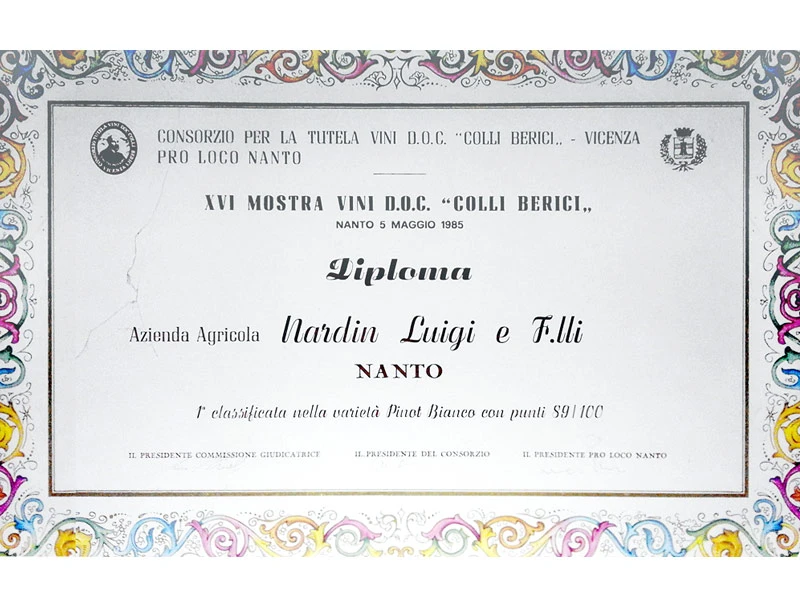 CONSORZIO PER LA TUTELA VINI D.O.C. "COLLI BERICI„ - VICENZA
PRO LOCO NANTO
XVI MOSTRA VINI D.O.C. "COLLI BERICI„
NANTO 5 MAGGIO 1985
Diploma
Azienda Agricola Nardin Luigi e F.lli
NANTO
1ª classificata nella varietà Pinot Bianco con punti 89/100
IL PRESIDENTE COMMISSIONE GIUDICATRICE IL PRESIDENTE DEL CONSORZIO IL PRESIDENTE PRO LOCO NANTO